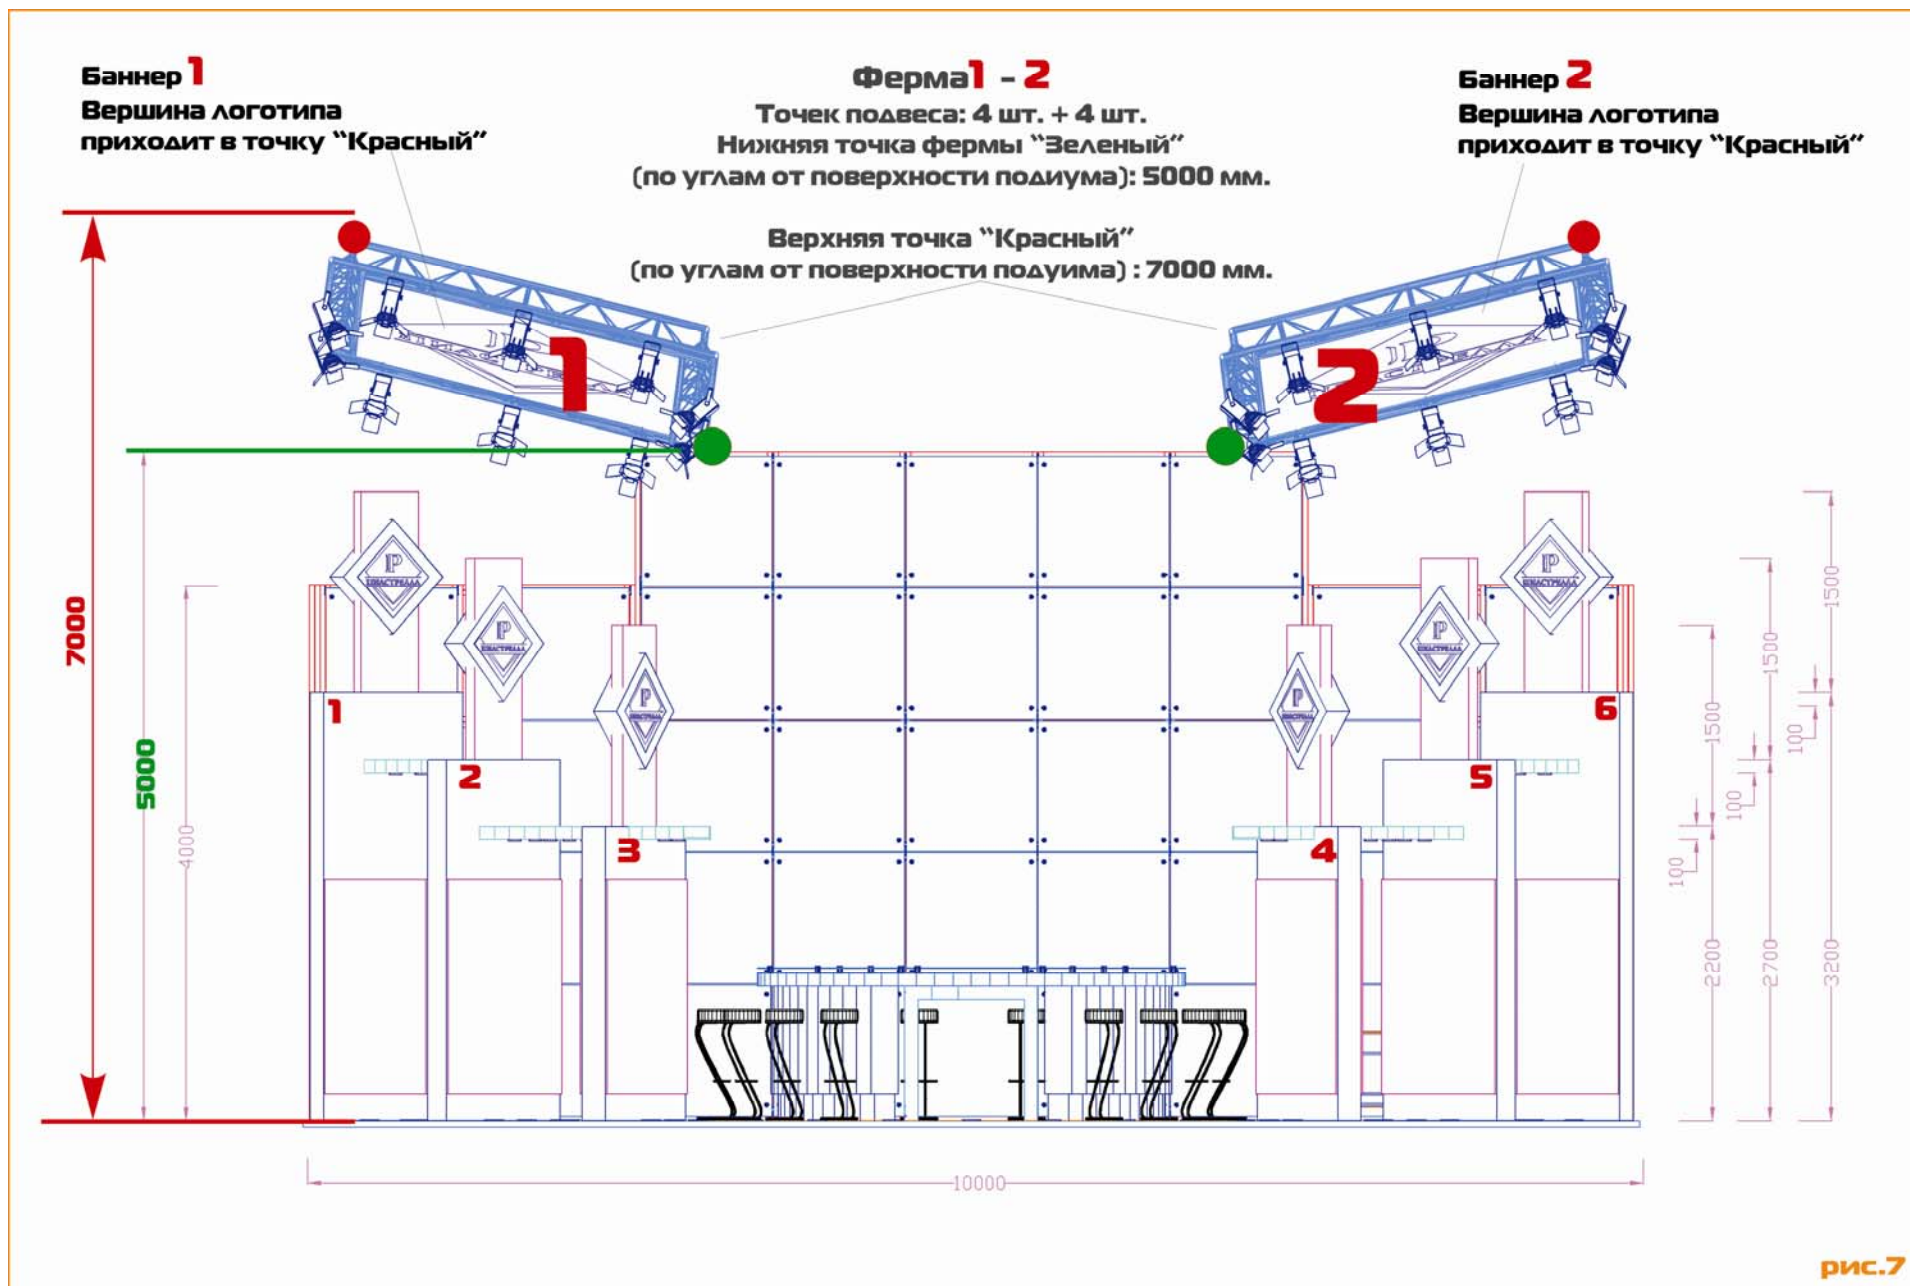 Баннер 1
Вершина логотипа
приходит в точку “Красный”
Ферма1 - 2
Точек подвеса: 4 шт. + 4 шт.
Нижняя точка фермы “Зеленый”
(по углам от поверхности подиума): 5000 мм.
Верхняя точка “Красный”
(по углам от поверхности подуима) : 7000 мм.
Баннер 2
Вершина логотипа
приходит в точку “Красный”
1
2
7000
5000
4000
P
P
P
P
P
P
1
2
3
4
5
6
1500
1500
1500
100
100
100
2200
2700
3200
10000
рис.7